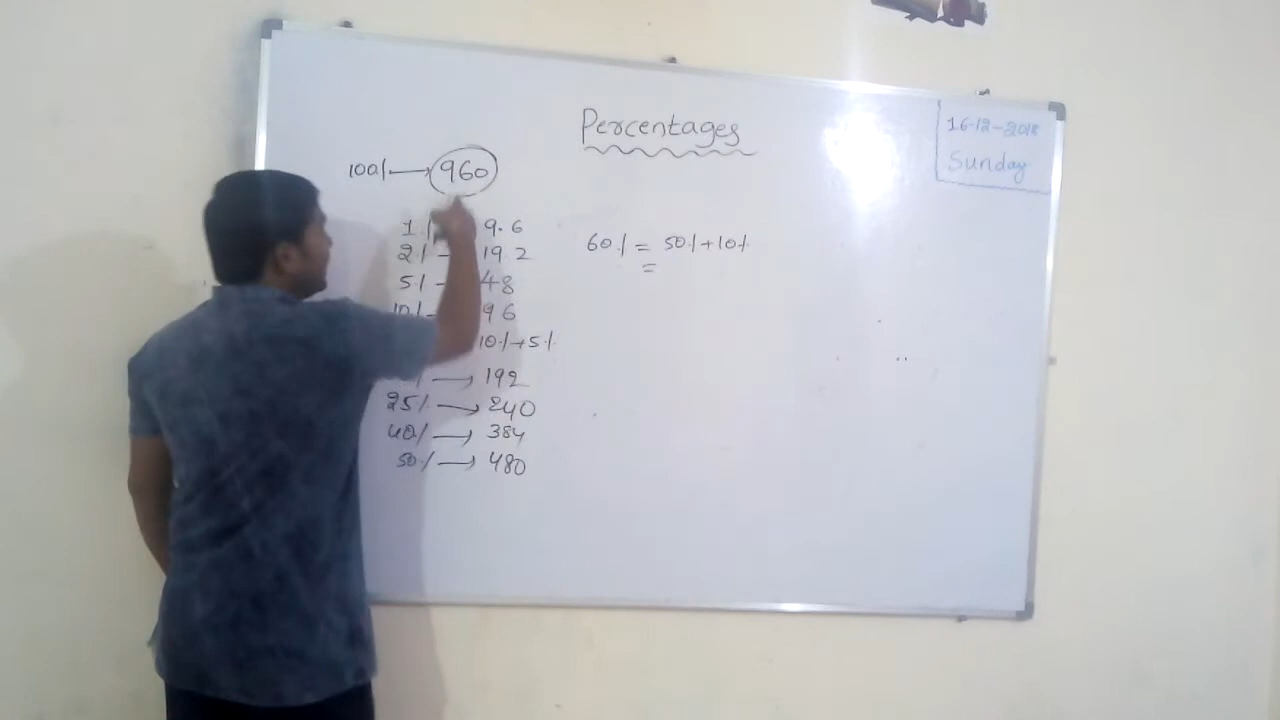 Percentages
16-12-2018
Sunday
100% → 960
1% 9.6
2% - 19.2
5% - 48
10% - 96
10% + 5%
% → 192
25% → 240
40% → 384
50% → 480
60% = 50% + 10%
=